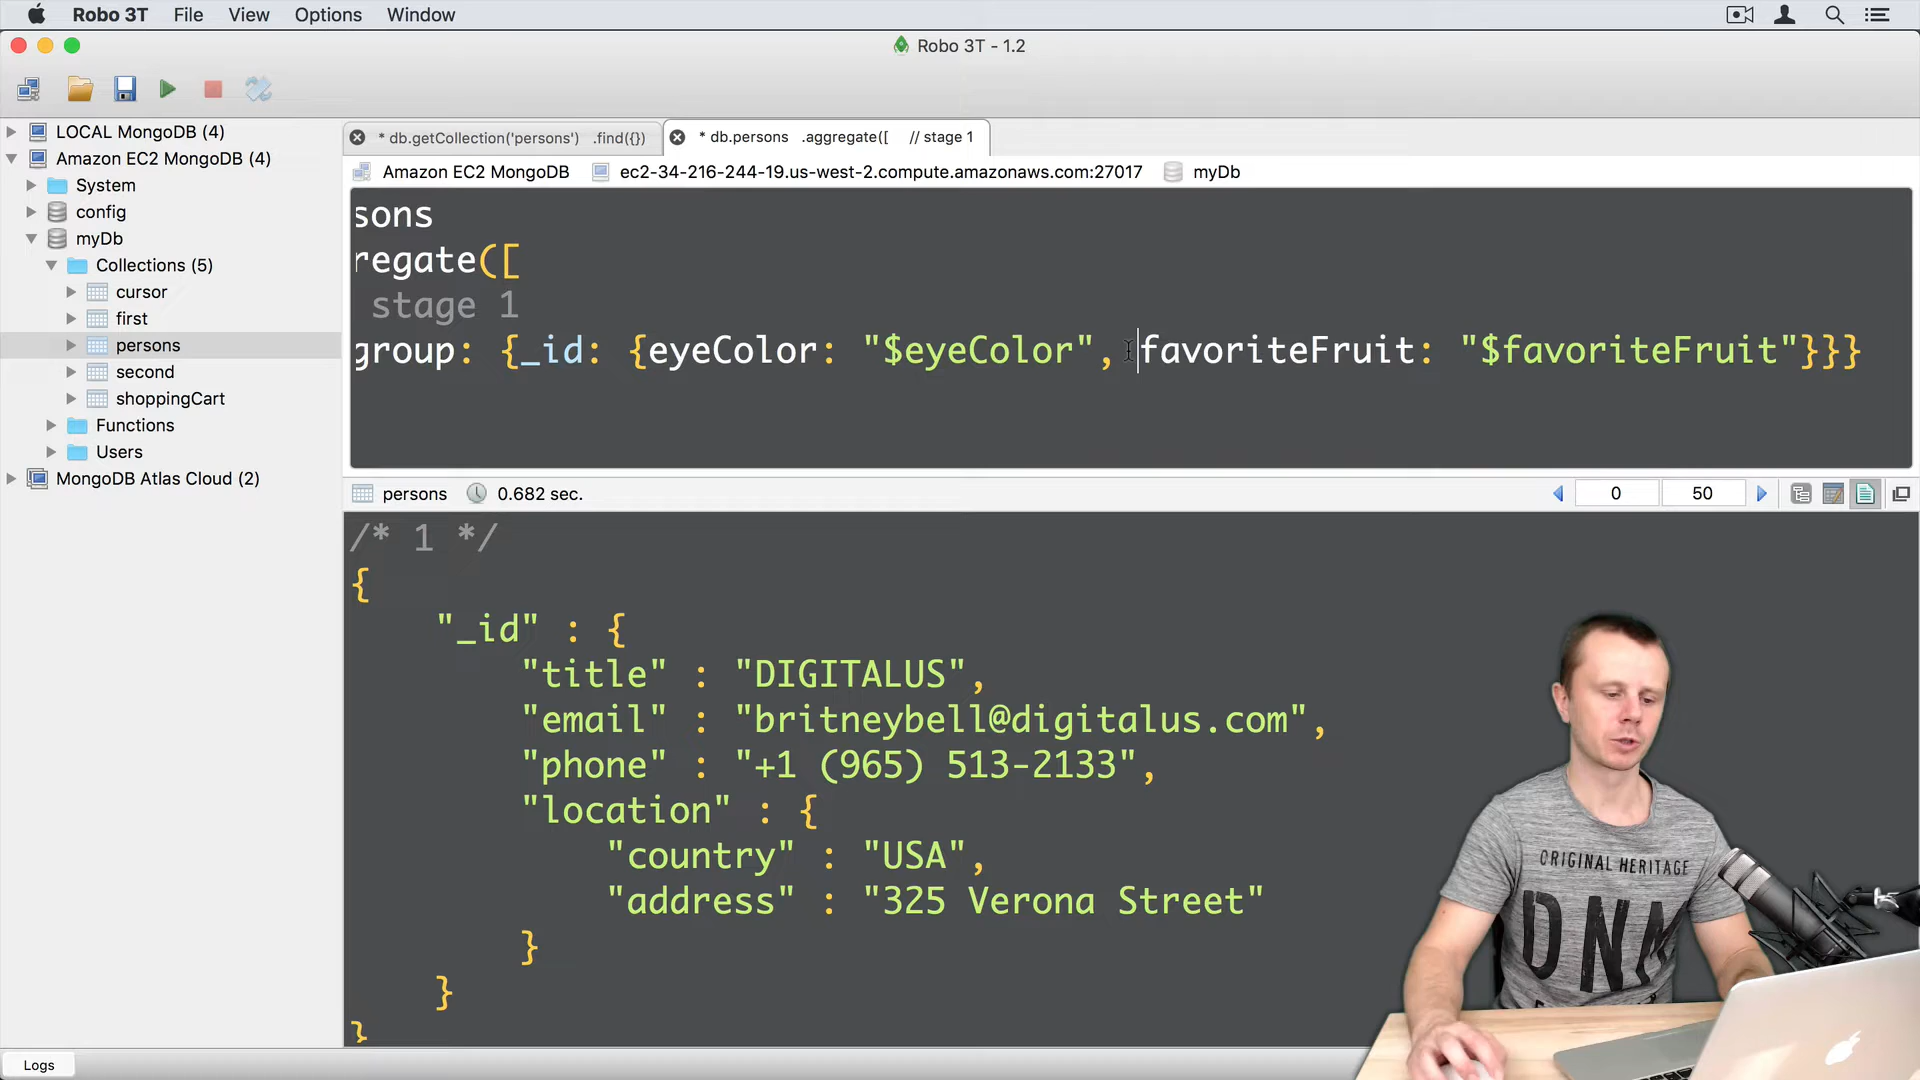 Robo 3T File View Options Window
Robo 3T - 1.2
LOCAL MongoDB (4)
Amazon EC2 MongoDB (4)
System
config
myDb
Collections (5)
cursor
first
persons
second
shoppingCart
Functions
Users
MongoDB Atlas Cloud (2)
* db.getCollection('persons') .find({}) * db.persons .aggregate([ // stage 1
Amazon EC2 MongoDB ec2-34-216-244-19.us-west-2.compute.amazonaws.com:27017 myDb
sons
regate([
stage 1
group: {_id: {eyeColor: "$eyeColor", favoriteFruit: "$favoriteFruit"}}}
persons 0.682 sec. 0 50
/* 1 */
{
"_id" : {
"title" : "DIGITALUS",
"email" : "britneybell@digitalus.com",
"phone" : "+1 (965) 513-2133",
"location" : {
"country" : "USA",
"address" : "325 Verona Street"
}
}
}
ORIGINAL HERITAGE
Logs